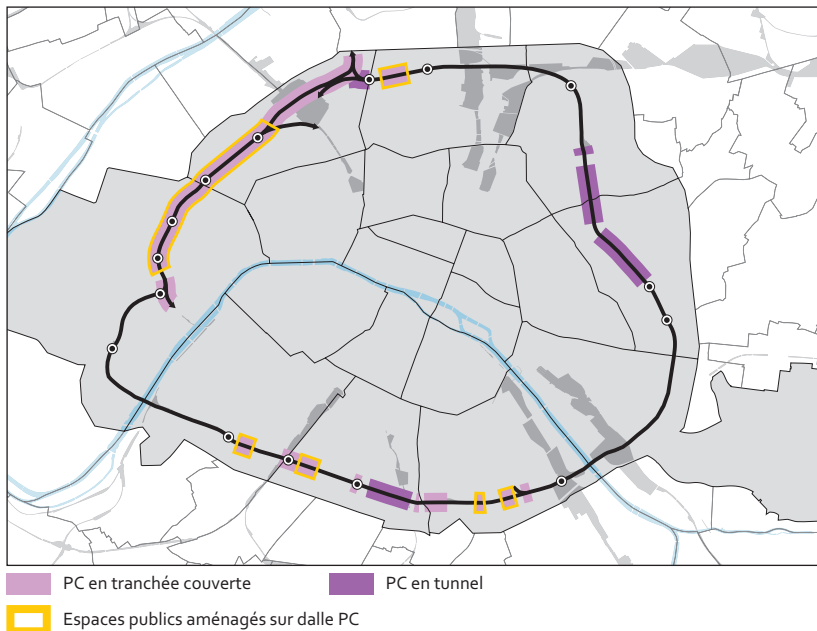 PC en tranchée couverte
PC en tunnel
Espaces publics aménagés sur dalle PC